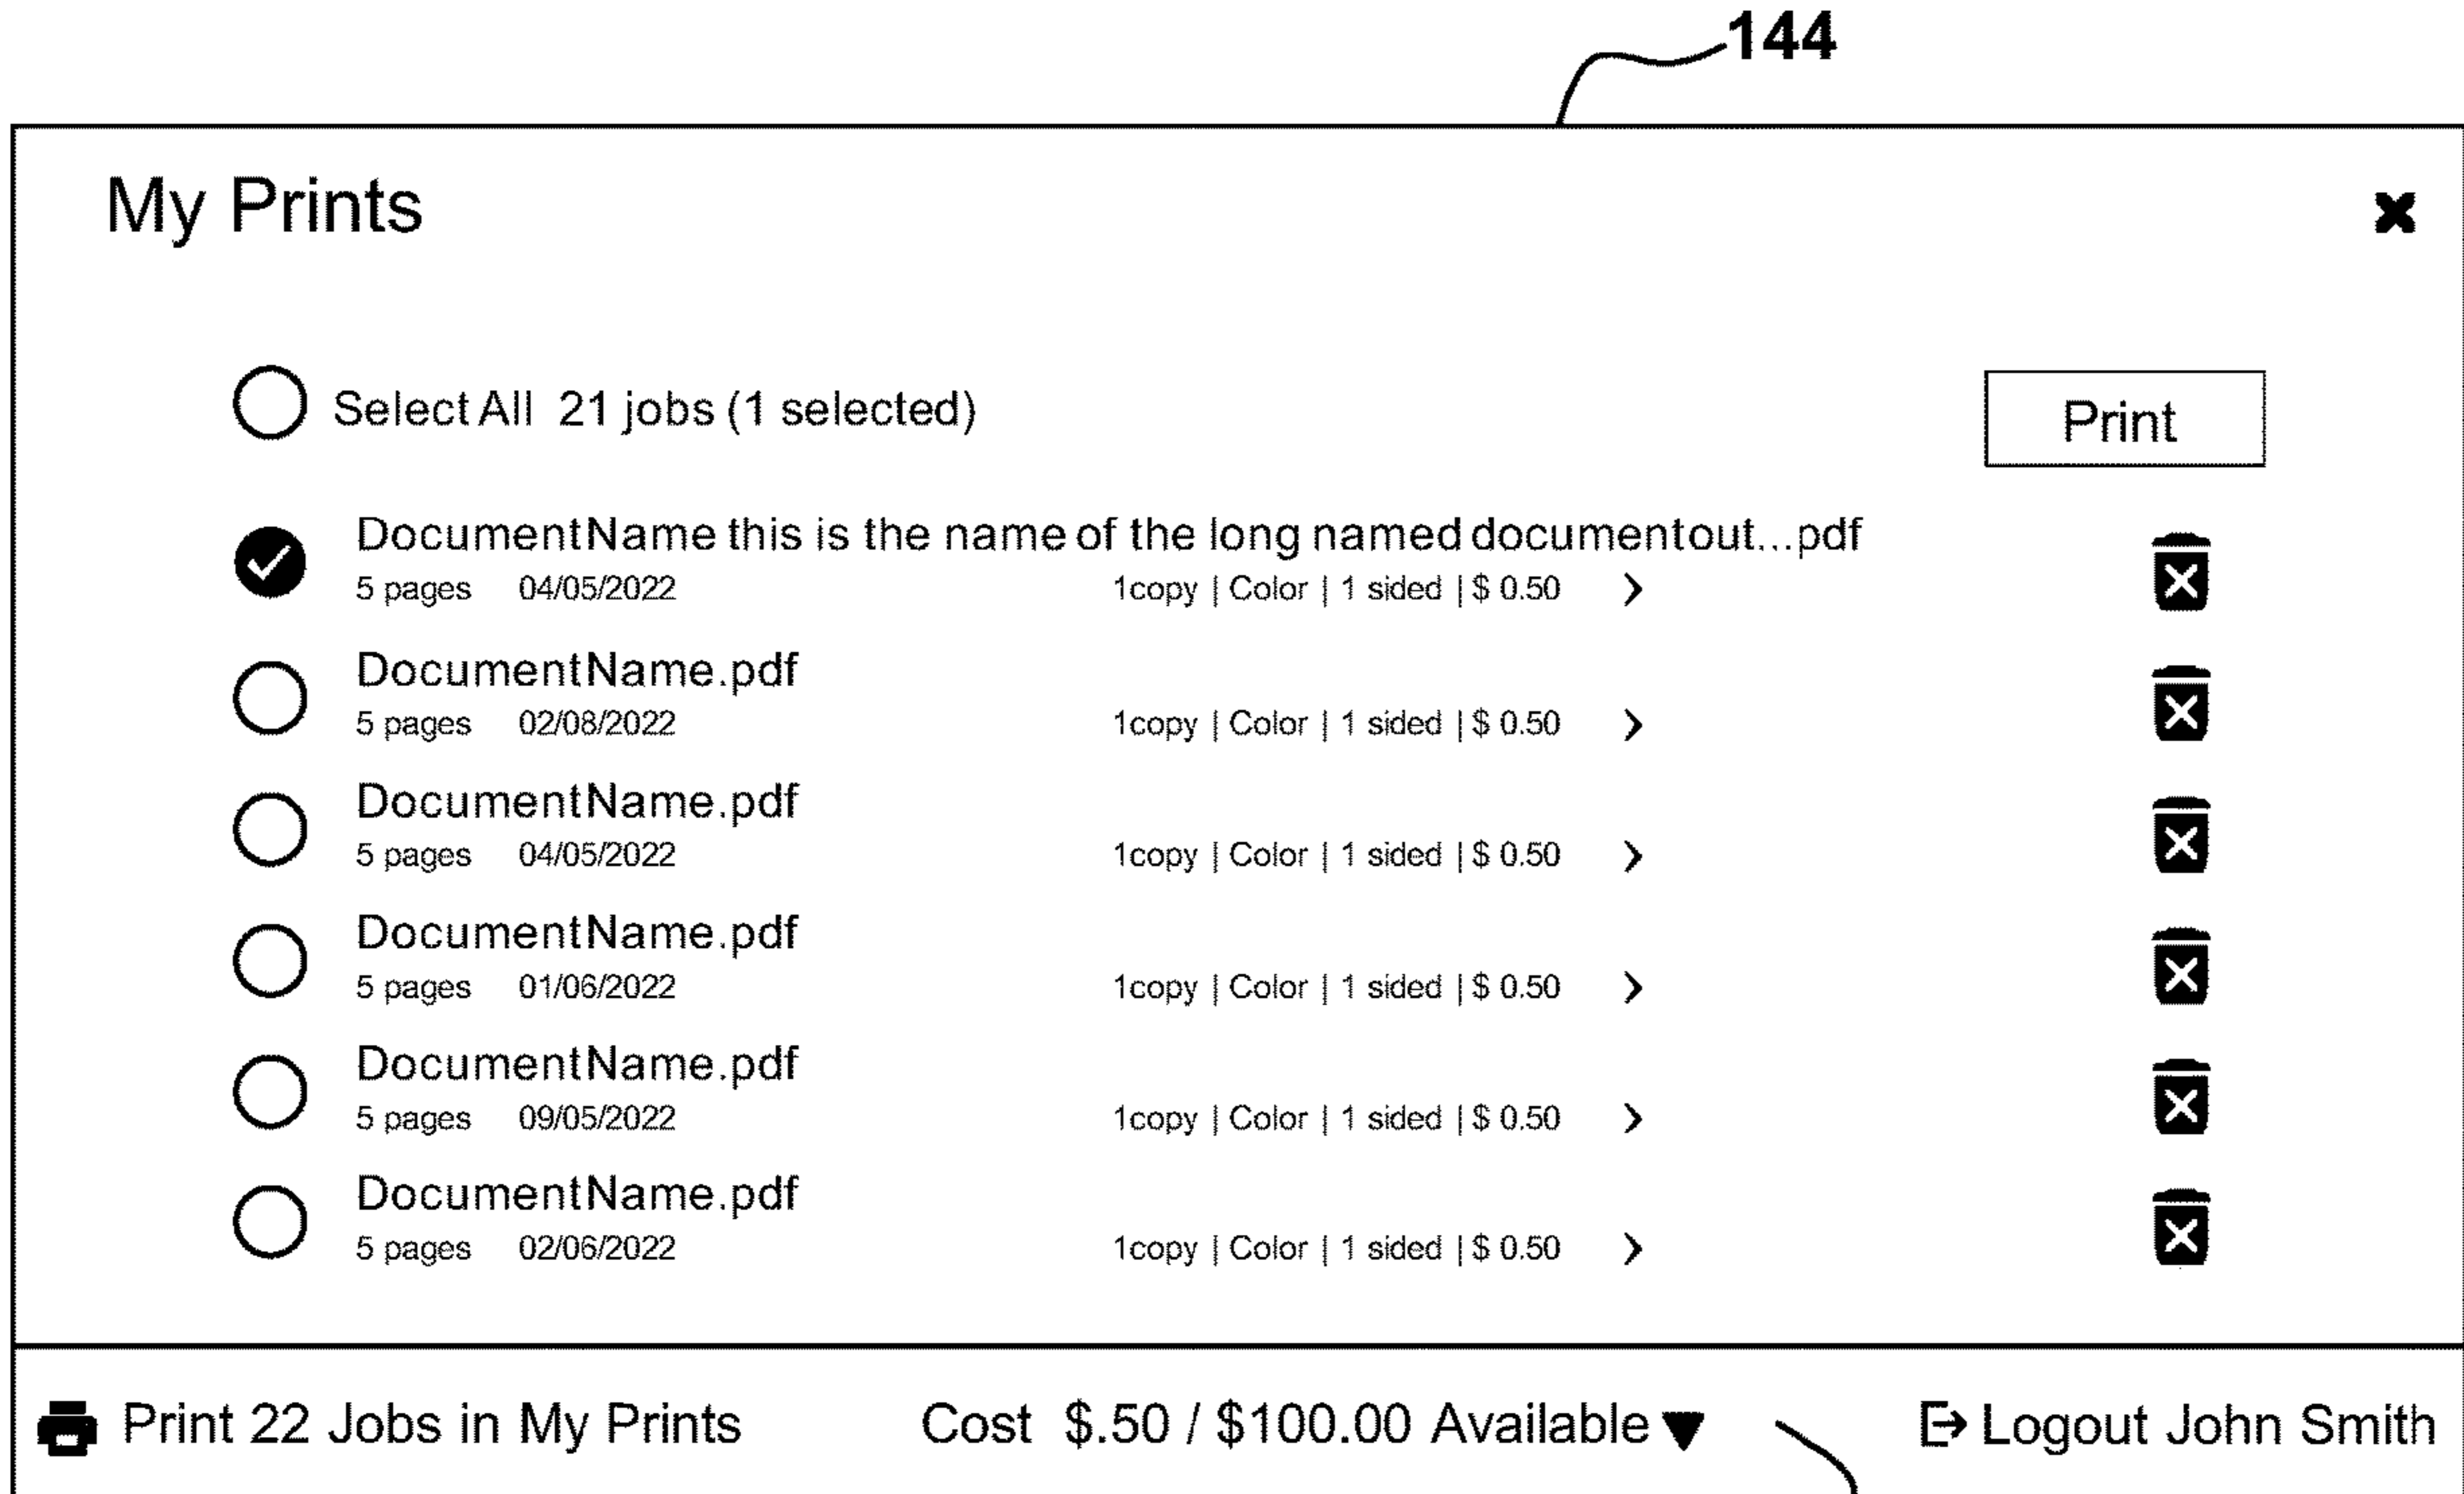 144
My Prints
Select All 21 jobs (1 selected)
Print
DocumentName this is the name of the long named documentout...pdf
5 pages 04/05/2022 1copy | Color | 1 sided | $ 0.50 >
DocumentName.pdf
5 pages 02/08/2022 1copy | Color | 1 sided | $ 0.50 >
DocumentName.pdf
5 pages 04/05/2022 1copy | Color | 1 sided | $ 0.50 >
DocumentName.pdf
5 pages 01/06/2022 1copy | Color | 1 sided | $ 0.50 >
DocumentName.pdf
5 pages 09/05/2022 1copy | Color | 1 sided | $ 0.50 >
DocumentName.pdf
5 pages 02/06/2022 1copy | Color | 1 sided | $ 0.50 >
Print 22 Jobs in My Prints Cost $.50 / $100.00 Available Logout John Smith